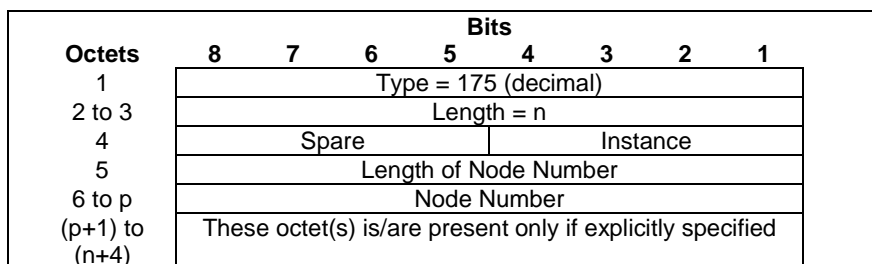 Bits
Octets 8 7 6 5 4 3 2 1
1 Type = 175 (decimal)
2 to 3 Length = n
4 Spare Instance
5 Length of Node Number
6 to p Node Number
(p+1) to These octet(s) is/are present only if explicitly specified
(n+4)